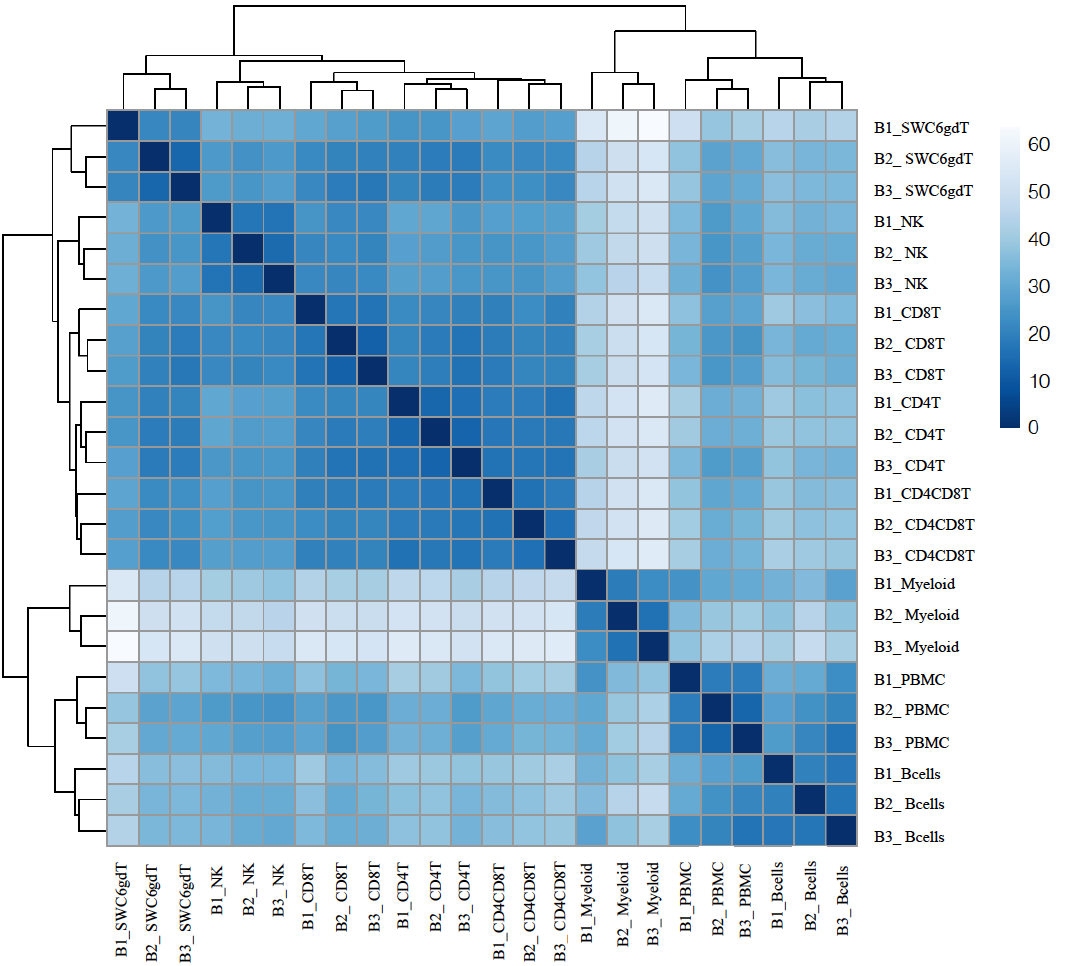 B1_SWC6gdT
B2_ SWC6gdT
B3_ SWC6gdT
B1_NK
B2_ NK
B3_ NK
B1_CD8T
B2_ CD8T
B3_ CD8T
B1_CD4T
B2_ CD4T
B3_ CD4T
B1_CD4CD8T
B2_ CD4CD8T
B3_ CD4CD8T
B1_Myeloid
B2_ Myeloid
B3_ Myeloid
B1_PBMC
B2_ PBMC
B3_ PBMC
B1_Bcells
B2_ Bcells
B3_ Bcells
60
50
40
30
20
10
0
B1_SWC6gdT
B2_ SWC6gdT
B3_ SWC6gdT
B1_NK
B2_ NK
B3_ NK
B1_CD8T
B2_ CD8T
B3_ CD8T
B1_CD4T
B2_ CD4T
B3_ CD4T
B1_CD4CD8T
B2_ CD4CD8T
B3_ CD4CD8T
B1_Myeloid
B2_ Myeloid
B3_ Myeloid
B1_PBMC
B2_ PBMC
B3_ PBMC
B1_Bcells
B2_ Bcells
B3_ Bcells